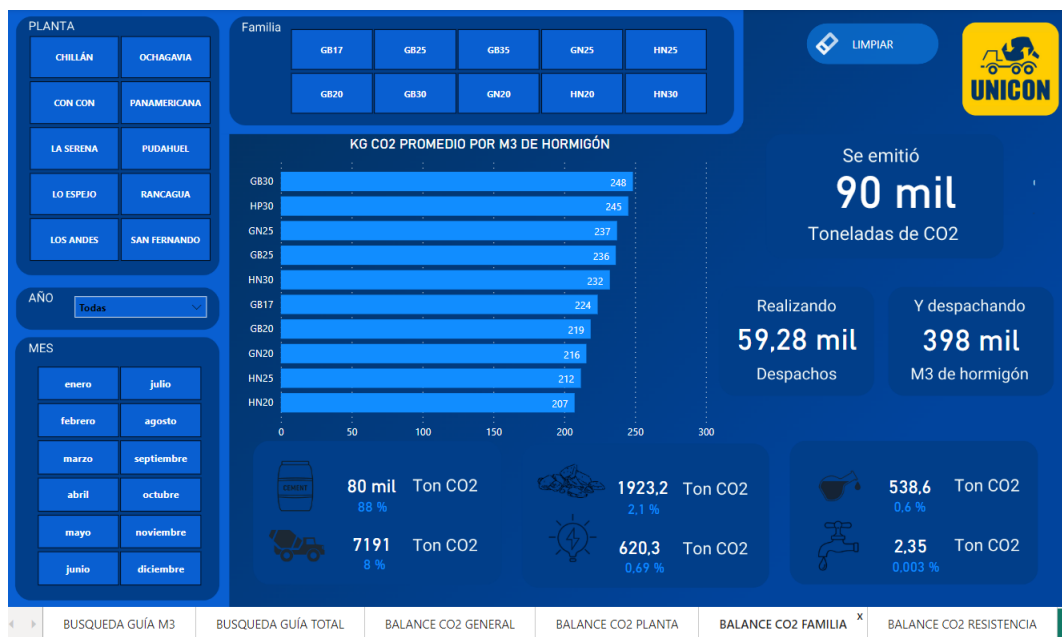 PLANTA
CHILLÁN
OCHAGAVIA
CON CON
PANAMERICANA
LA SERENA
PUDAHUEL
LO ESPEJO
RANCAGUA
LOS ANDES
SAN FERNANDO
AÑO
Todas
MES
enero
julio
febrero
agosto
marzo
septiembre
abril
octubre
mayo
noviembre
junio
diciembre
Familia
GB17
GB25
GB35
GN25
HN25
GB20
GB30
GN20
HN20
HN30
LIMPIAR
UNICON
KG CO2 PROMEDIO POR M3 DE HORMIGÓN
GB30 248
HP30 245
GN25 237
GB25 236
HN30 232
GB17 224
GB20 219
GN20 216
HN25 212
HN20 207
0 50 100 150 200 250 300
Se emitió
90 mil
Toneladas de CO2
Realizando
59,28 mil
Despachos
Y despachando
398 mil
M3 de hormigón
CEMENT
80 mil Ton CO2
88 %
7191 Ton CO2
8 %
1923,2 Ton CO2
2,1 %
620,3 Ton CO2
0,69 %
538,6 Ton CO2
0,6 %
2,35 Ton CO2
0,003 %
BUSQUEDA GUÍA M3
BUSQUEDA GUÍA TOTAL
BALANCE CO2 GENERAL
BALANCE CO2 PLANTA
BALANCE CO2 FAMILIA x
BALANCE CO2 RESISTENCIA